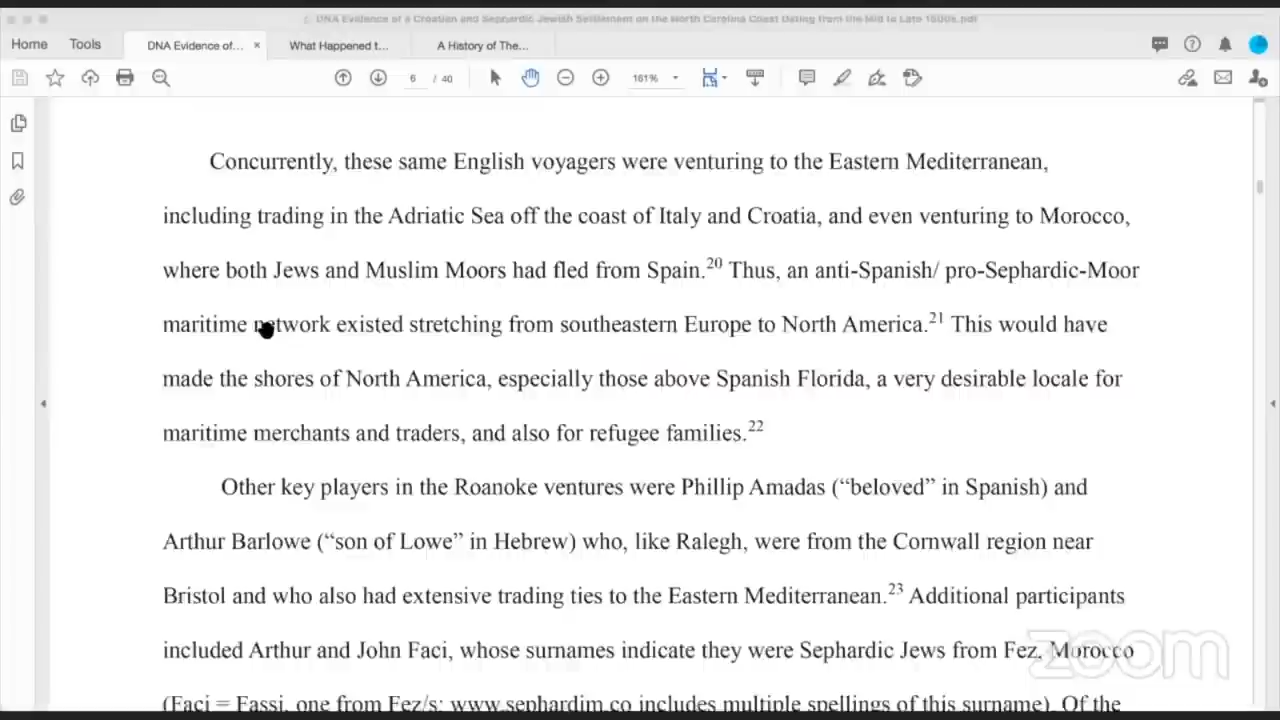 DNA Evidence of a Croatian and Sephardic Jewish Settlement on the North Carolina Coast Dating from the Mid to Late 1500s.pdf
Home Tools DNA Evidence of... × What Happened t... A History of The...
6 / 40 161%
Concurrently, these same English voyagers were venturing to the Eastern Mediterranean,
including trading in the Adriatic Sea off the coast of Italy and Croatia, and even venturing to Morocco,
where both Jews and Muslim Moors had fled from Spain.20 Thus, an anti-Spanish/ pro-Sephardic-Moor
maritime network existed stretching from southeastern Europe to North America.21 This would have
made the shores of North America, especially those above Spanish Florida, a very desirable locale for
maritime merchants and traders, and also for refugee families.22
Other key players in the Roanoke ventures were Phillip Amadas (“beloved” in Spanish) and
Arthur Barlowe (“son of Lowe” in Hebrew) who, like Ralegh, were from the Cornwall region near
Bristol and who also had extensive trading ties to the Eastern Mediterranean.23 Additional participants
included Arthur and John Faci, whose surnames indicate they were Sephardic Jews from Fez, Morocco
(Faci = Fassi, one from Fez/s; www.sephardim.co includes multiple spellings of this surname). Of the
zoom